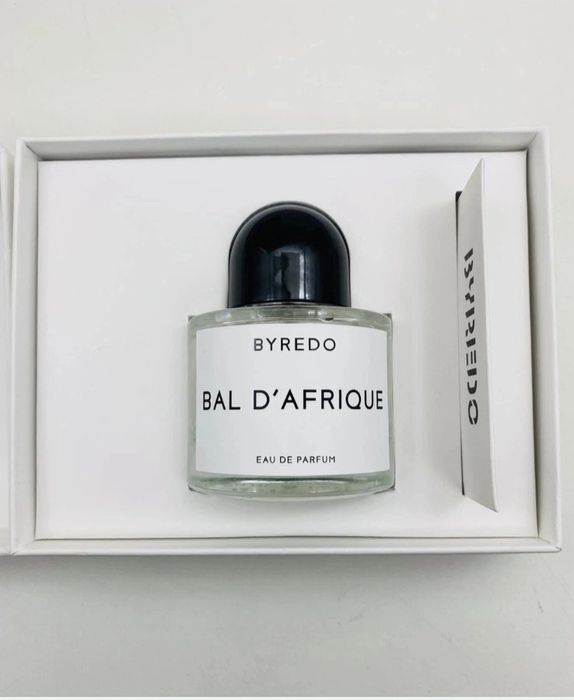 BYREDO
BAL D'AFRIQUE
EAU DE PARFUM
BYREDO